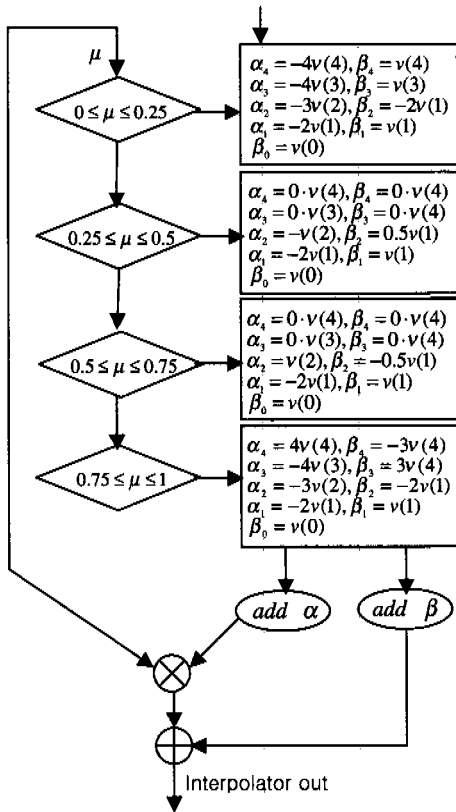 μ
0 ≤ μ ≤ 0.25
α₄ = −4v(4), β₄ = v(4)
α₃ = −4v(3), β₃ = v(3)
α₂ = −3v(2), β₂ = −2v(1)
α₁ = −2v(1), β₁ = v(1)
β₀ = v(0)
0.25 ≤ μ ≤ 0.5
α₄ = 0·v(4), β₄ = 0·v(4)
α₃ = 0·v(3), β₃ = 0·v(4)
α₂ = −v(2), β₂ = 0.5v(1)
α₁ = −2v(1), β₁ = v(1)
β₀ = v(0)
0.5 ≤ μ ≤ 0.75
α₄ = 0·v(4), β₄ = 0·v(4)
α₃ = 0·v(3), β₃ = 0·v(4)
α₂ = v(2), β₂ = −0.5v(1)
α₁ = −2v(1), β₁ = v(1)
β₀ = v(0)
0.75 ≤ μ ≤ 1
α₄ = 4v(4), β₄ = −3v(4)
α₃ = −4v(3), β₃ = 3v(4)
α₂ = −3v(2), β₂ = −2v(1)
α₁ = −2v(1), β₁ = v(1)
β₀ = v(0)
add α
add β
Interpolator out